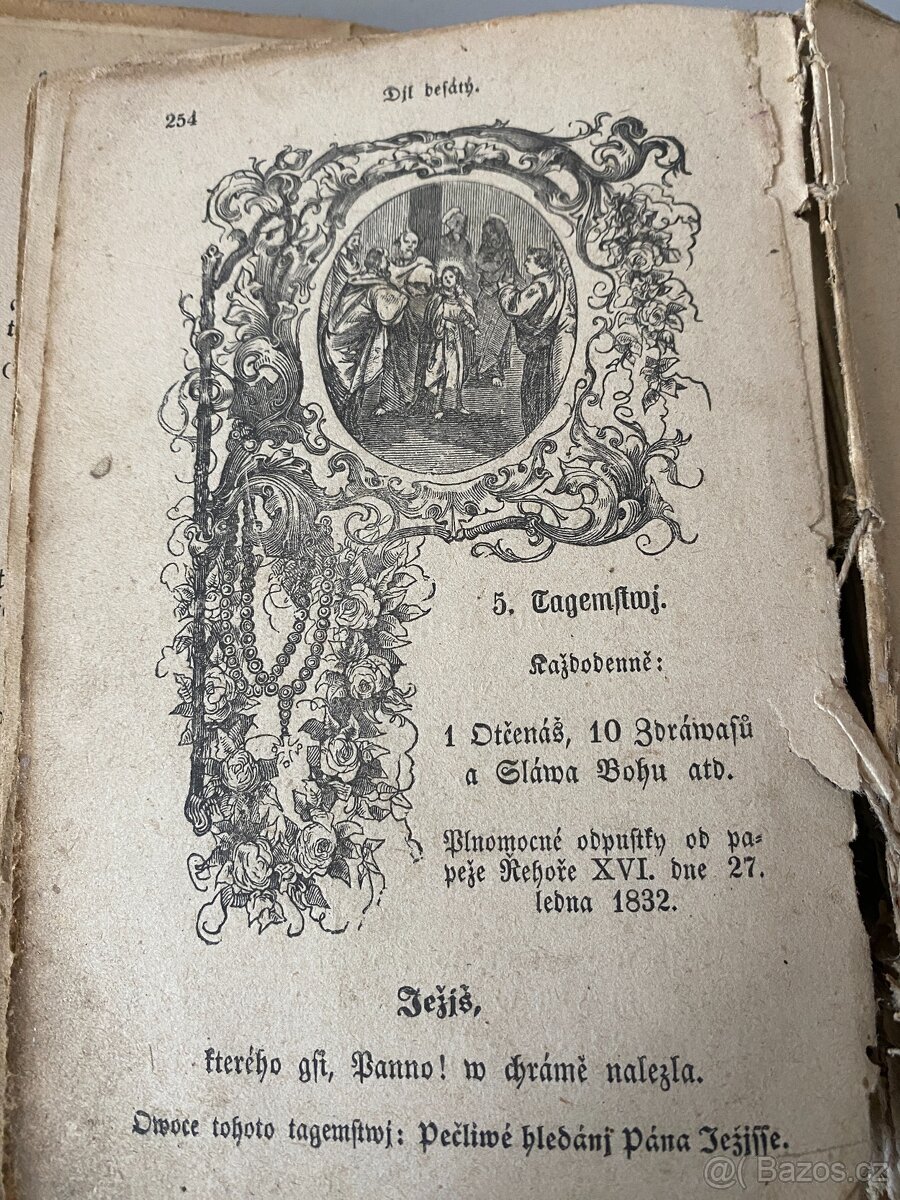 254
Djl desátý.
5. Tagemstwj.
Každodenně:
1 Otčenáš, 10 Zdráwasů
a Sláwa Bohu atd.
Plnomocné odpustky od pa-
peže Řehoře XVI. dne 27.
ledna 1832.
Ježjš,
kterého gsi, Panno! w chrámě nalezla.
Owoce tohoto tagemstwj: Pečliwé hledánj Pána Ježjsse.
@( Bazos.cz